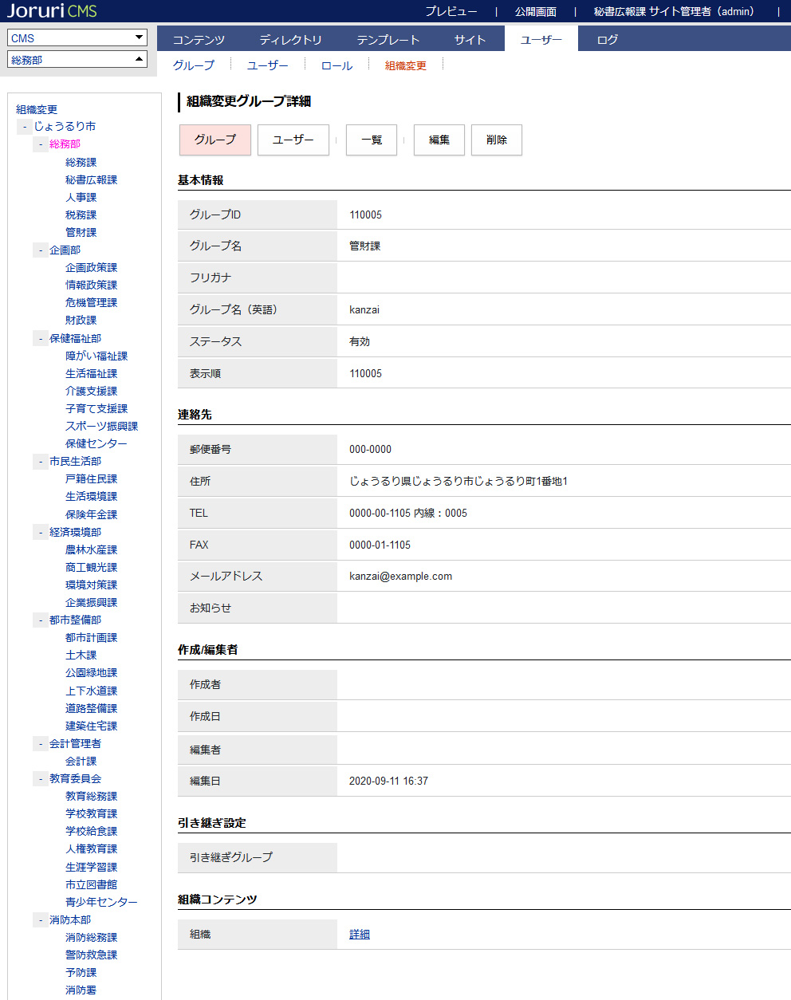 Joruri CMS
プレビュー | 公開画面 | 秘書広報課 サイト管理者（admin） |
CMS
総務部
コンテンツ ディレクトリ テンプレート サイト ユーザー ログ
グループ ユーザー ロール 組織変更
組織変更
- じょうるり市
- 総務部
総務課
秘書広報課
人事課
税務課
管財課
- 企画部
企画政策課
情報政策課
危機管理課
財政課
- 保健福祉部
障がい福祉課
生活福祉課
介護支援課
子育て支援課
スポーツ振興課
保健センター
- 市民生活部
戸籍住民課
生活環境課
保険年金課
- 経済環境部
農林水産課
商工観光課
環境対策課
企業振興課
- 都市整備部
都市計画課
土木課
公園緑地課
上下水道課
道路整備課
建築住宅課
- 会計管理者
会計課
- 教育委員会
教育総務課
学校教育課
学校給食課
人権教育課
生涯学習課
市立図書館
青少年センター
- 消防本部
消防総務課
警防救急課
予防課
消防署
組織変更グループ詳細
グループ ユーザー 一覧 編集 削除
基本情報
グループID 110005
グループ名 管財課
フリガナ
グループ名（英語） kanzai
ステータス 有効
表示順 110005
連絡先
郵便番号 000-0000
住所 じょうるり県じょうるり市じょうるり町1番地1
TEL 0000-00-1105 内線：0005
FAX 0000-01-1105
メールアドレス kanzai@example.com
お知らせ
作成/編集者
作成者
作成日
編集者
編集日 2020-09-11 16:37
引き継ぎ設定
引き継ぎグループ
組織コンテンツ
組織 詳細